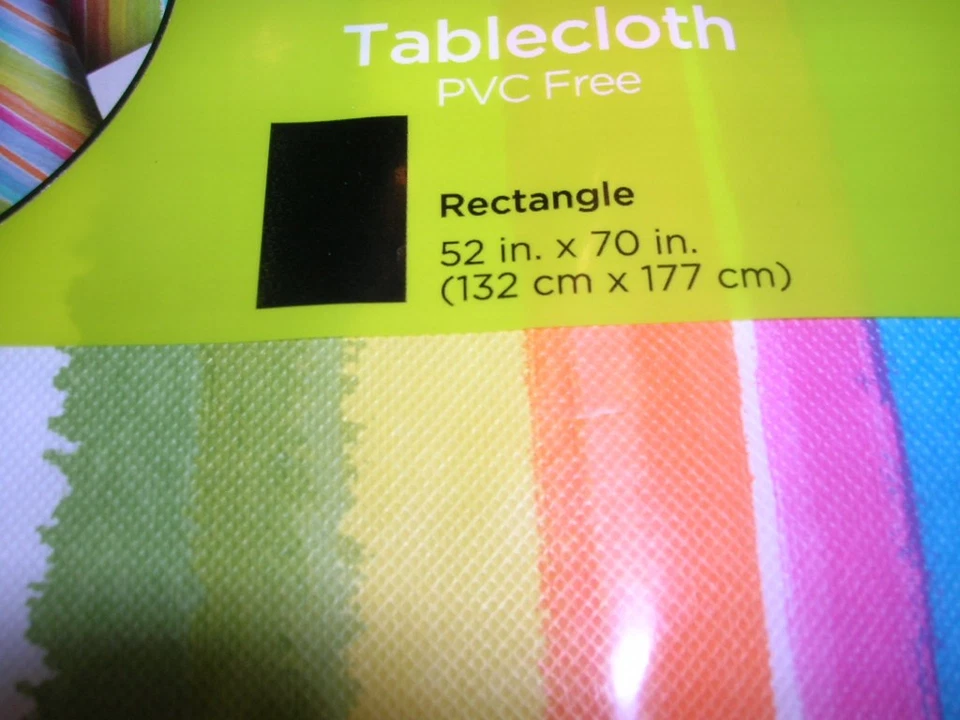 Tablecloth
PVC Free
Rectangle
52 in. x 70 in.
(132 cm x 177 cm)